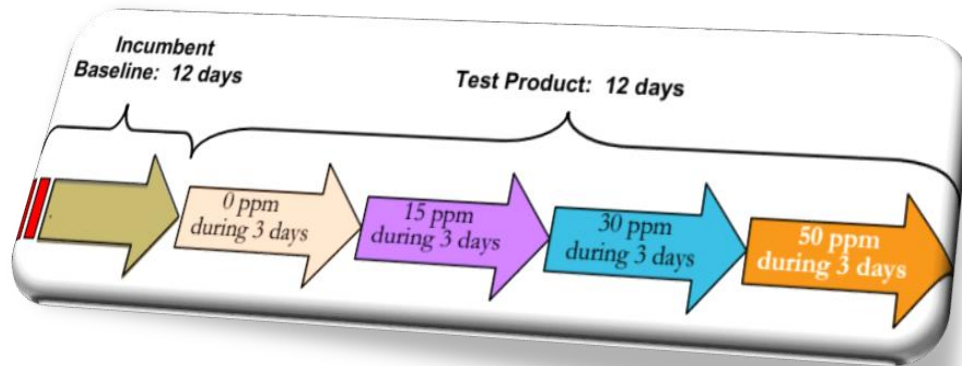 Incumbent
Baseline: 12 days
Test Product: 12 days
0 ppm
during 3 days
15 ppm
during 3 days
30 ppm
during 3 days
50 ppm
during 3 days